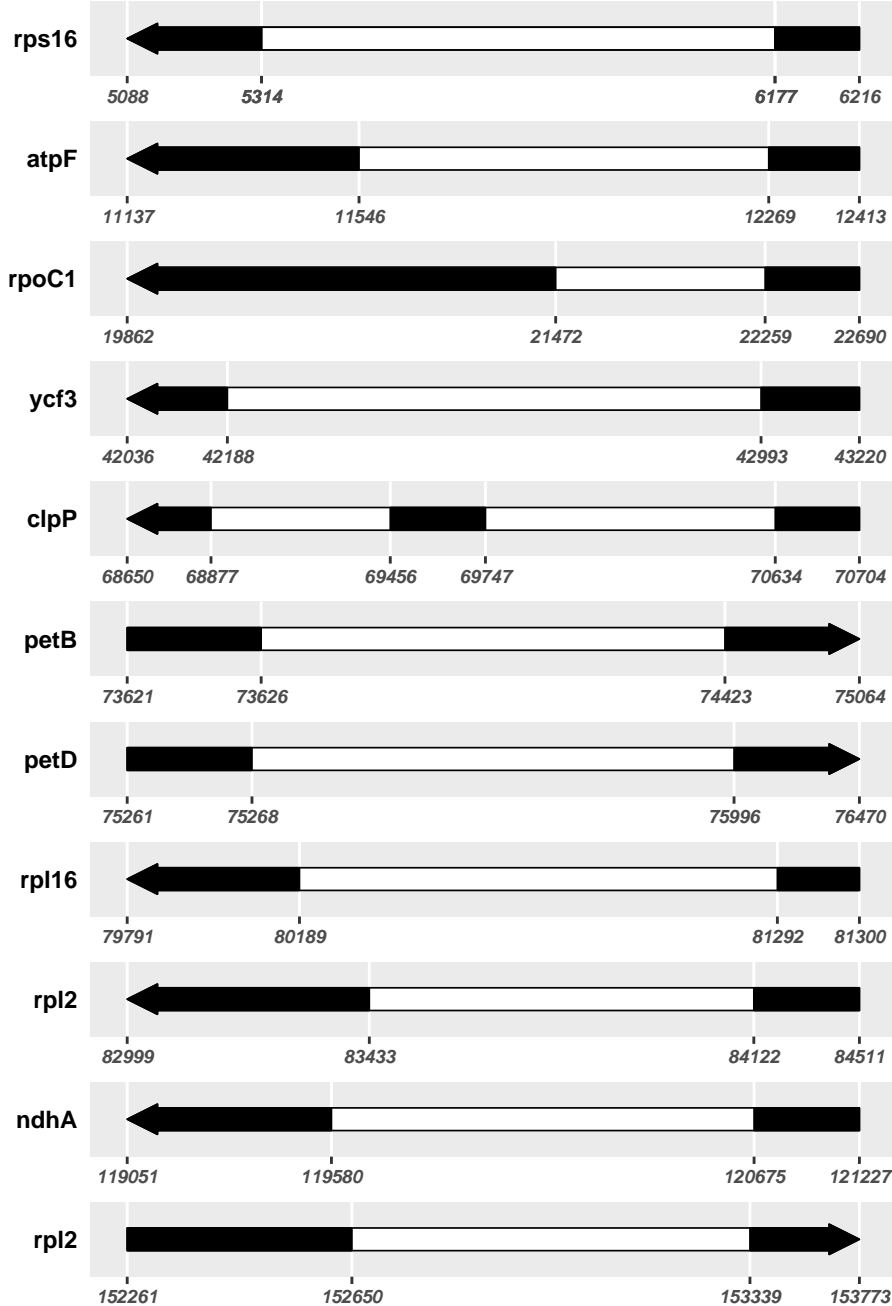 rps16
5088 5314 6177 6216
atpF
11137 11546 12269 12413
rpoC1
19862 21472 22259 22690
ycf3
42036 42188 42993 43220
clpP
68650 68877 69456 69747 70634 70704
petB
73621 73626 74423 75064
petD
75261 75268 75996 76470
rpl16
79791 80189 81292 81300
rpl2
82999 83433 84122 84511
ndhA
119051 119580 120675 121227
rpl2
152261 152650 153339 153773